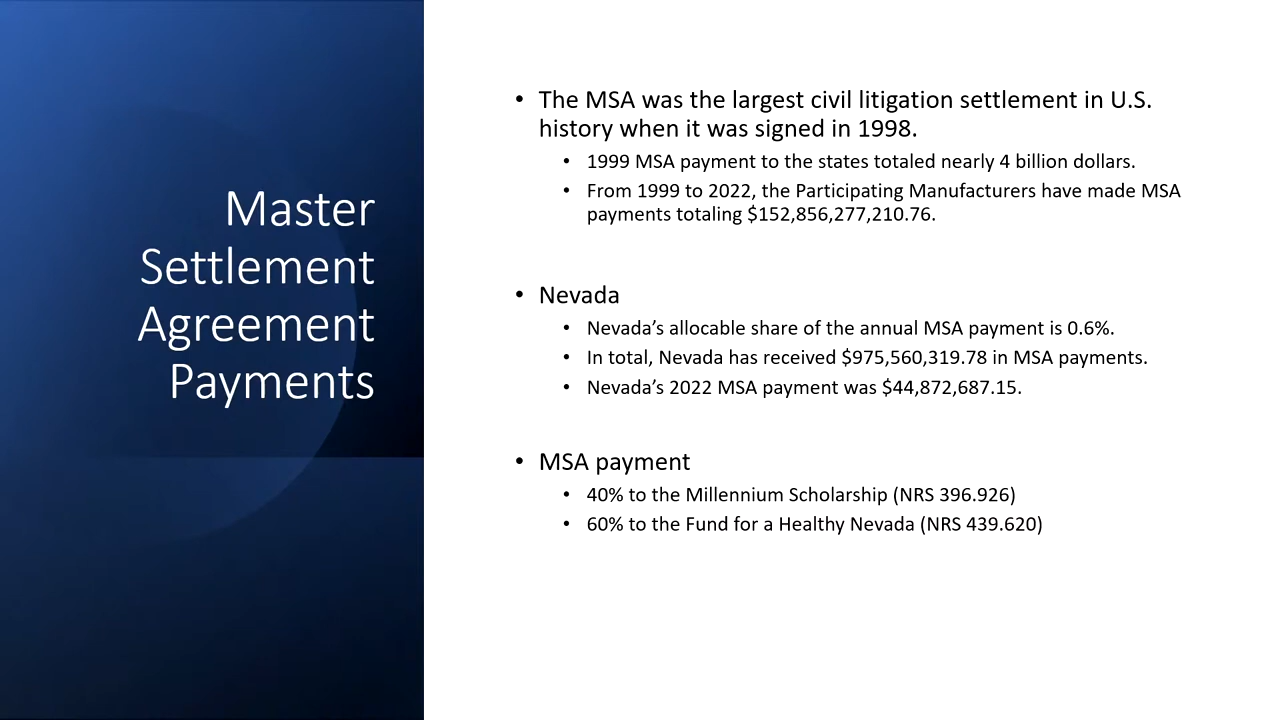 Master
Settlement
Agreement
Payments
• The MSA was the largest civil litigation settlement in U.S.
history when it was signed in 1998.
• 1999 MSA payment to the states totaled nearly 4 billion dollars.
• From 1999 to 2022, the Participating Manufacturers have made MSA
payments totaling $152,856,277,210.76.
• Nevada
• Nevada’s allocable share of the annual MSA payment is 0.6%.
• In total, Nevada has received $975,560,319.78 in MSA payments.
• Nevada’s 2022 MSA payment was $44,872,687.15.
• MSA payment
• 40% to the Millennium Scholarship (NRS 396.926)
• 60% to the Fund for a Healthy Nevada (NRS 439.620)